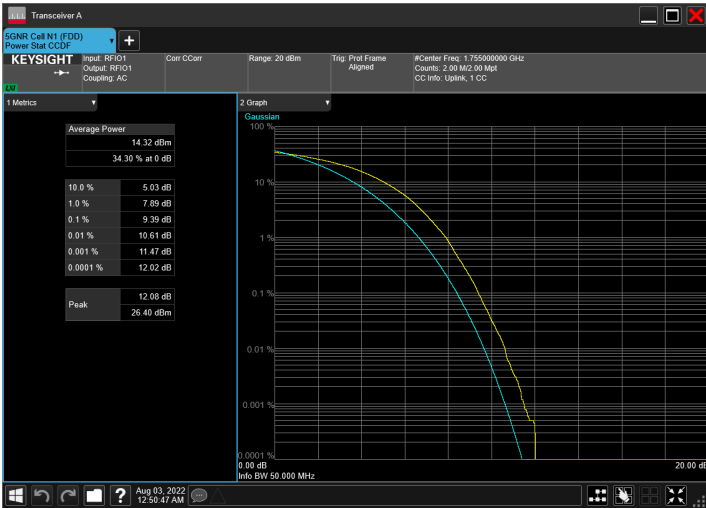 Transceiver A
5GNR Cell N1 (FDD)
Power Stat CCDF
+
KEYSIGHT
LXI
Input: RFIO1
Output: RFIO1
Coupling: AC
Corr CCorr
Range: 20 dBm
Trig: Prot Frame
Aligned
#Center Freq: 1.755000000 GHz
Counts: 2.00 M/2.00 Mpt
CC Info: Uplink, 1 CC
1 Metrics
Average Power
14.32 dBm
34.30 % at 0 dB
10.0 % 5.03 dB
1.0 % 7.89 dB
0.1 % 9.39 dB
0.01 % 10.61 dB
0.001 % 11.47 dB
0.0001 % 12.02 dB
Peak
12.08 dB
26.40 dBm
2 Graph
Gaussian
100 %
10 %
1 %
0.1 %
0.01 %
0.001 %
0.0001 %
0.00 dB
20.00 dB
Info BW 50.000 MHz
?
Aug 03, 2022
12:50:47 AM